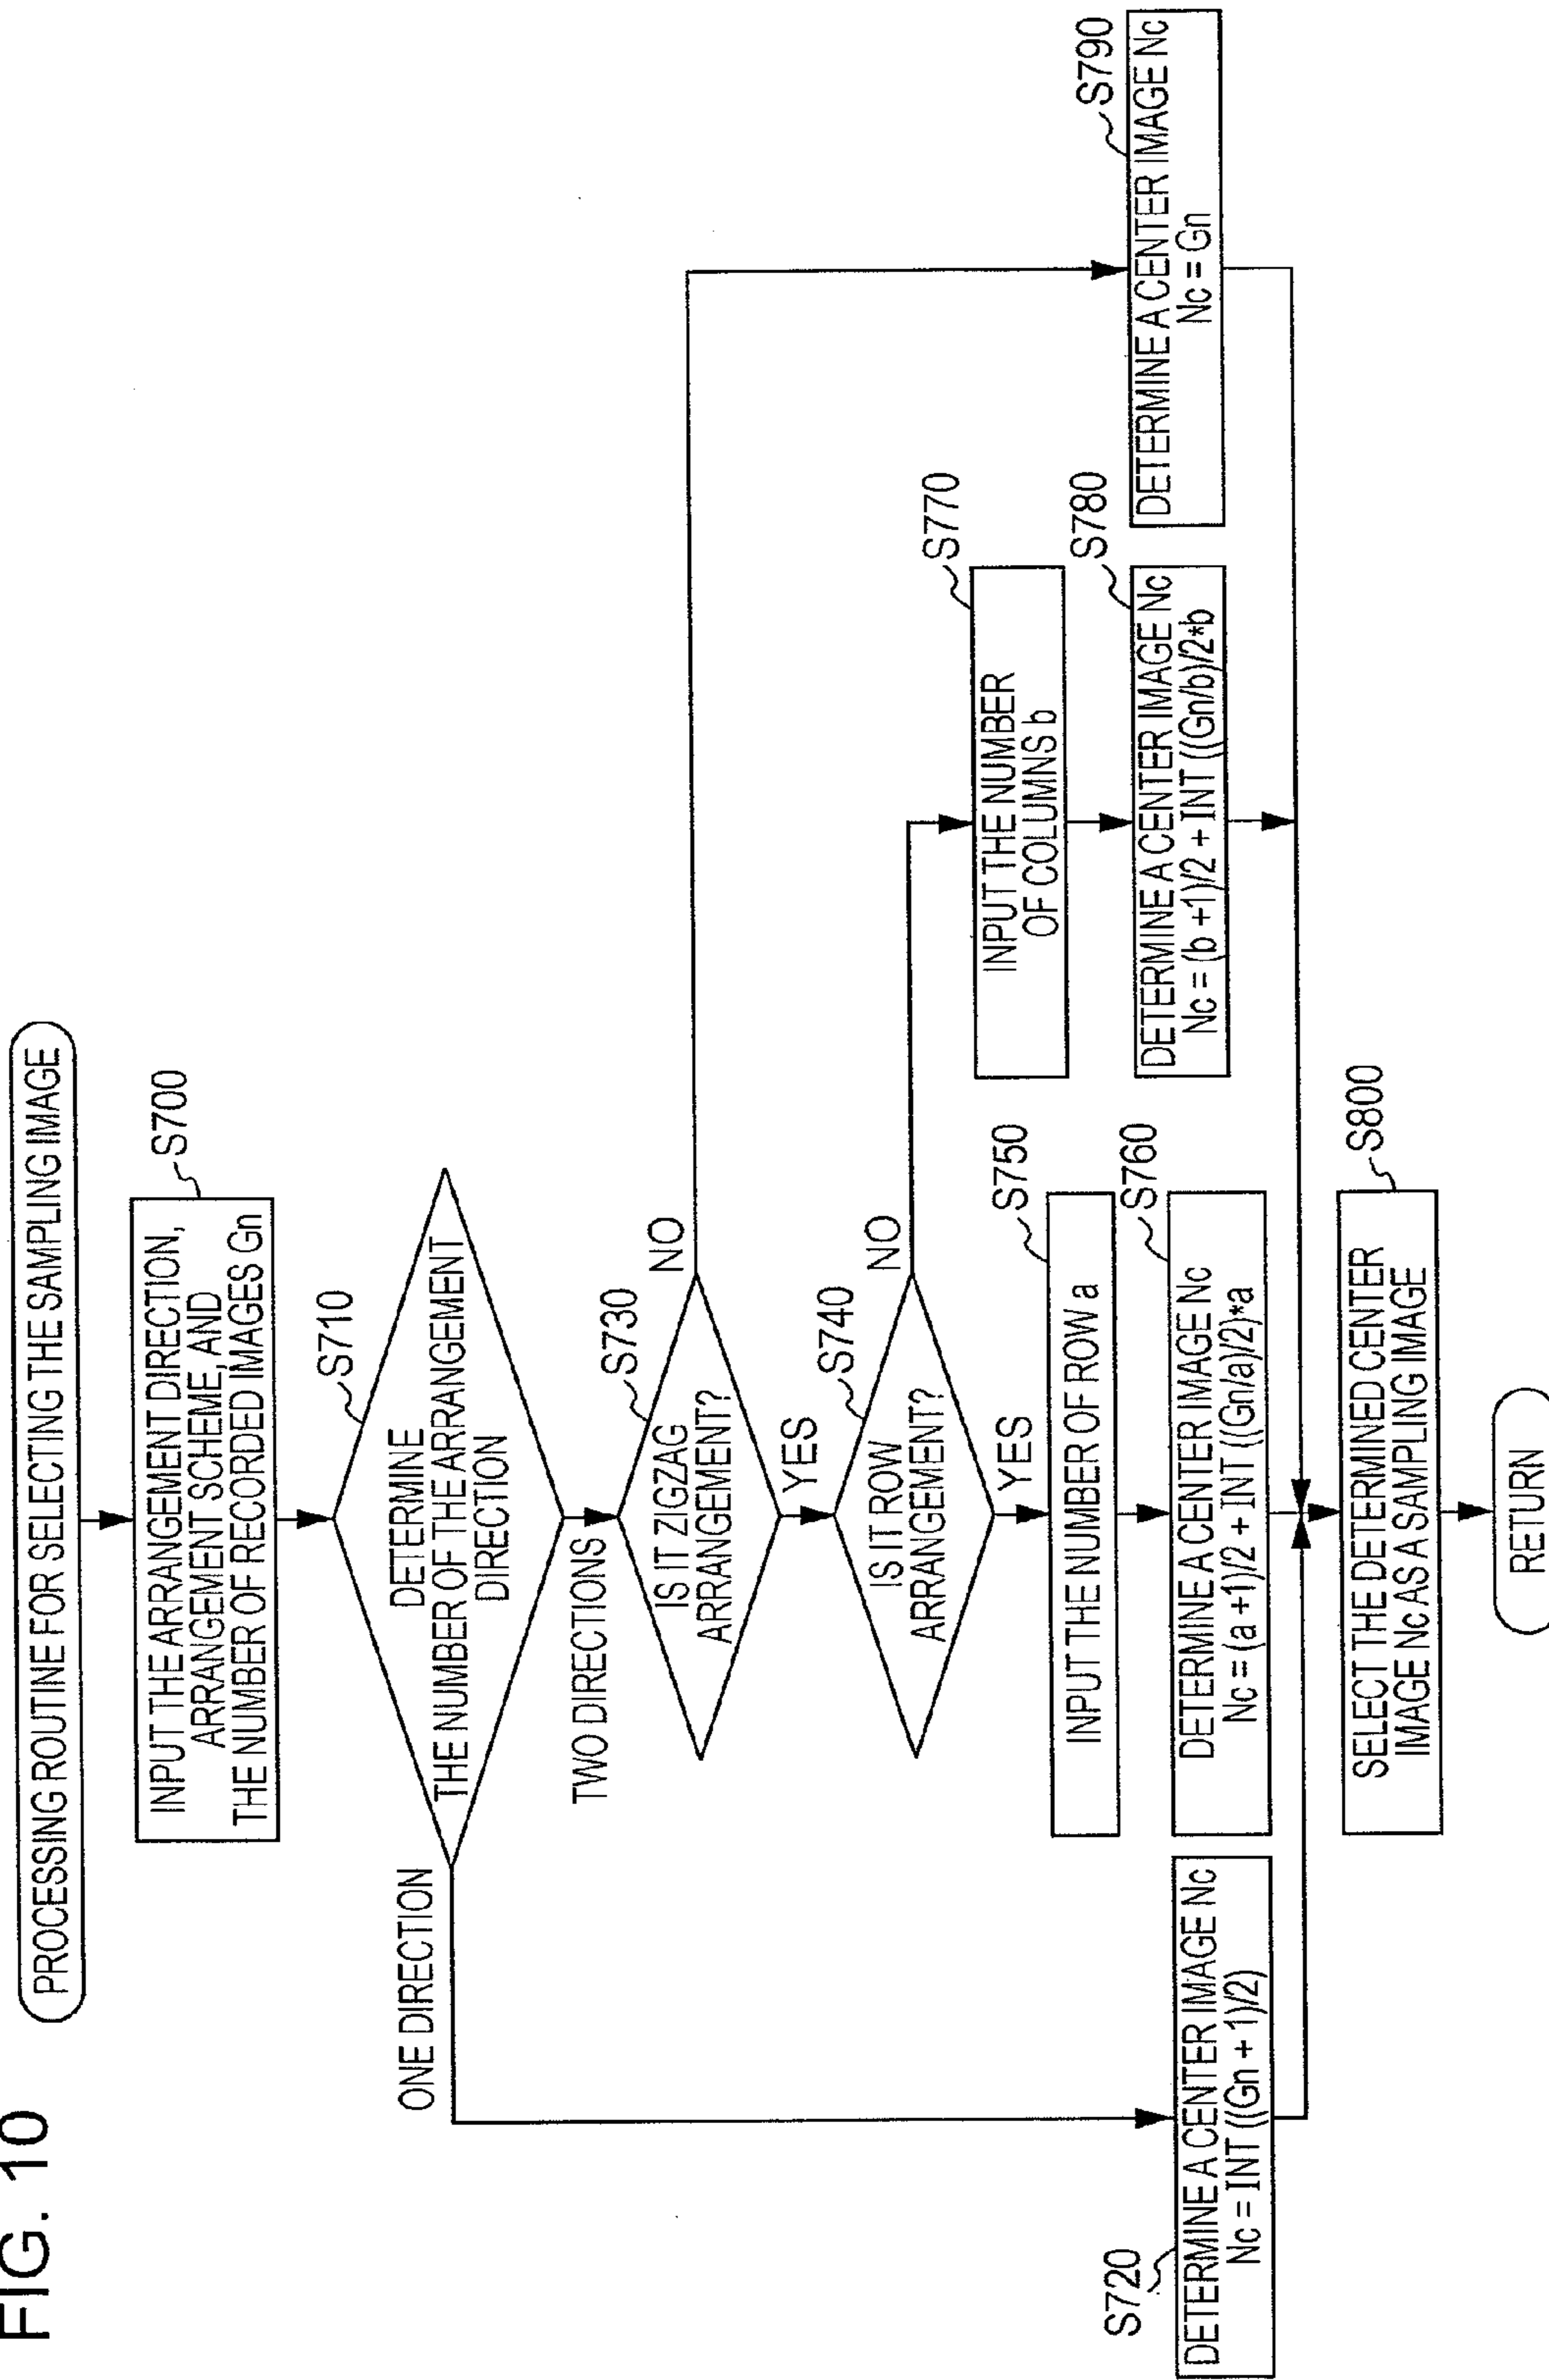 FIG. 10
PROCESSING ROUTINE FOR SELECTING THE SAMPLING IMAGE
S700
INPUT THE ARRANGEMENT DIRECTION,
ARRANGEMENT SCHEME, AND
THE NUMBER OF RECORDED IMAGES Gn
S710
DETERMINE
THE NUMBER OF THE ARRANGEMENT
DIRECTION
ONE DIRECTION
TWO DIRECTIONS
S730
IS IT ZIGZAG
ARRANGEMENT?
NO
YES
S740
IS IT ROW
ARRANGEMENT?
NO
YES
S750
INPUT THE NUMBER OF ROW a
S770
INPUT THE NUMBER
OF COLUMNS b
S720
DETERMINE A CENTER IMAGE Nc
Nc = INT ((Gn + 1)/2)
S760
DETERMINE A CENTER IMAGE Nc
Nc = (a +1)/2 + INT ((Gn/a)/2)*a
S780
DETERMINE A CENTER IMAGE Nc
Nc = (b +1)/2 + INT ((Gn/b)/2*b
S790
DETERMINE A CENTER IMAGE Nc
Nc = Gn
S800
SELECT THE DETERMINED CENTER
IMAGE Nc AS A SAMPLING IMAGE
RETURN